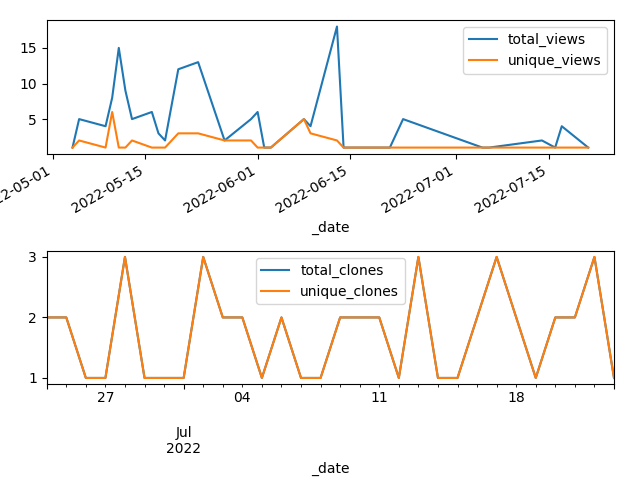 15
10
5
total_views
unique_views
22-05-01
2022-05-15
2022-06-01
2022-06-15
2022-07-01
2022-07-15
_date
3
2
1
total_clones
unique_clones
27
04
11
18
Jul
2022
_date